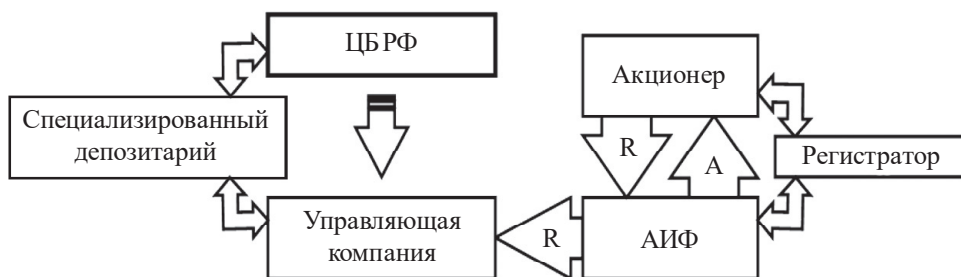 ЦБ РФ
Акционер
Специализированный
депозитарий
R
A
Регистратор
Управляющая
компания
R
АИФ